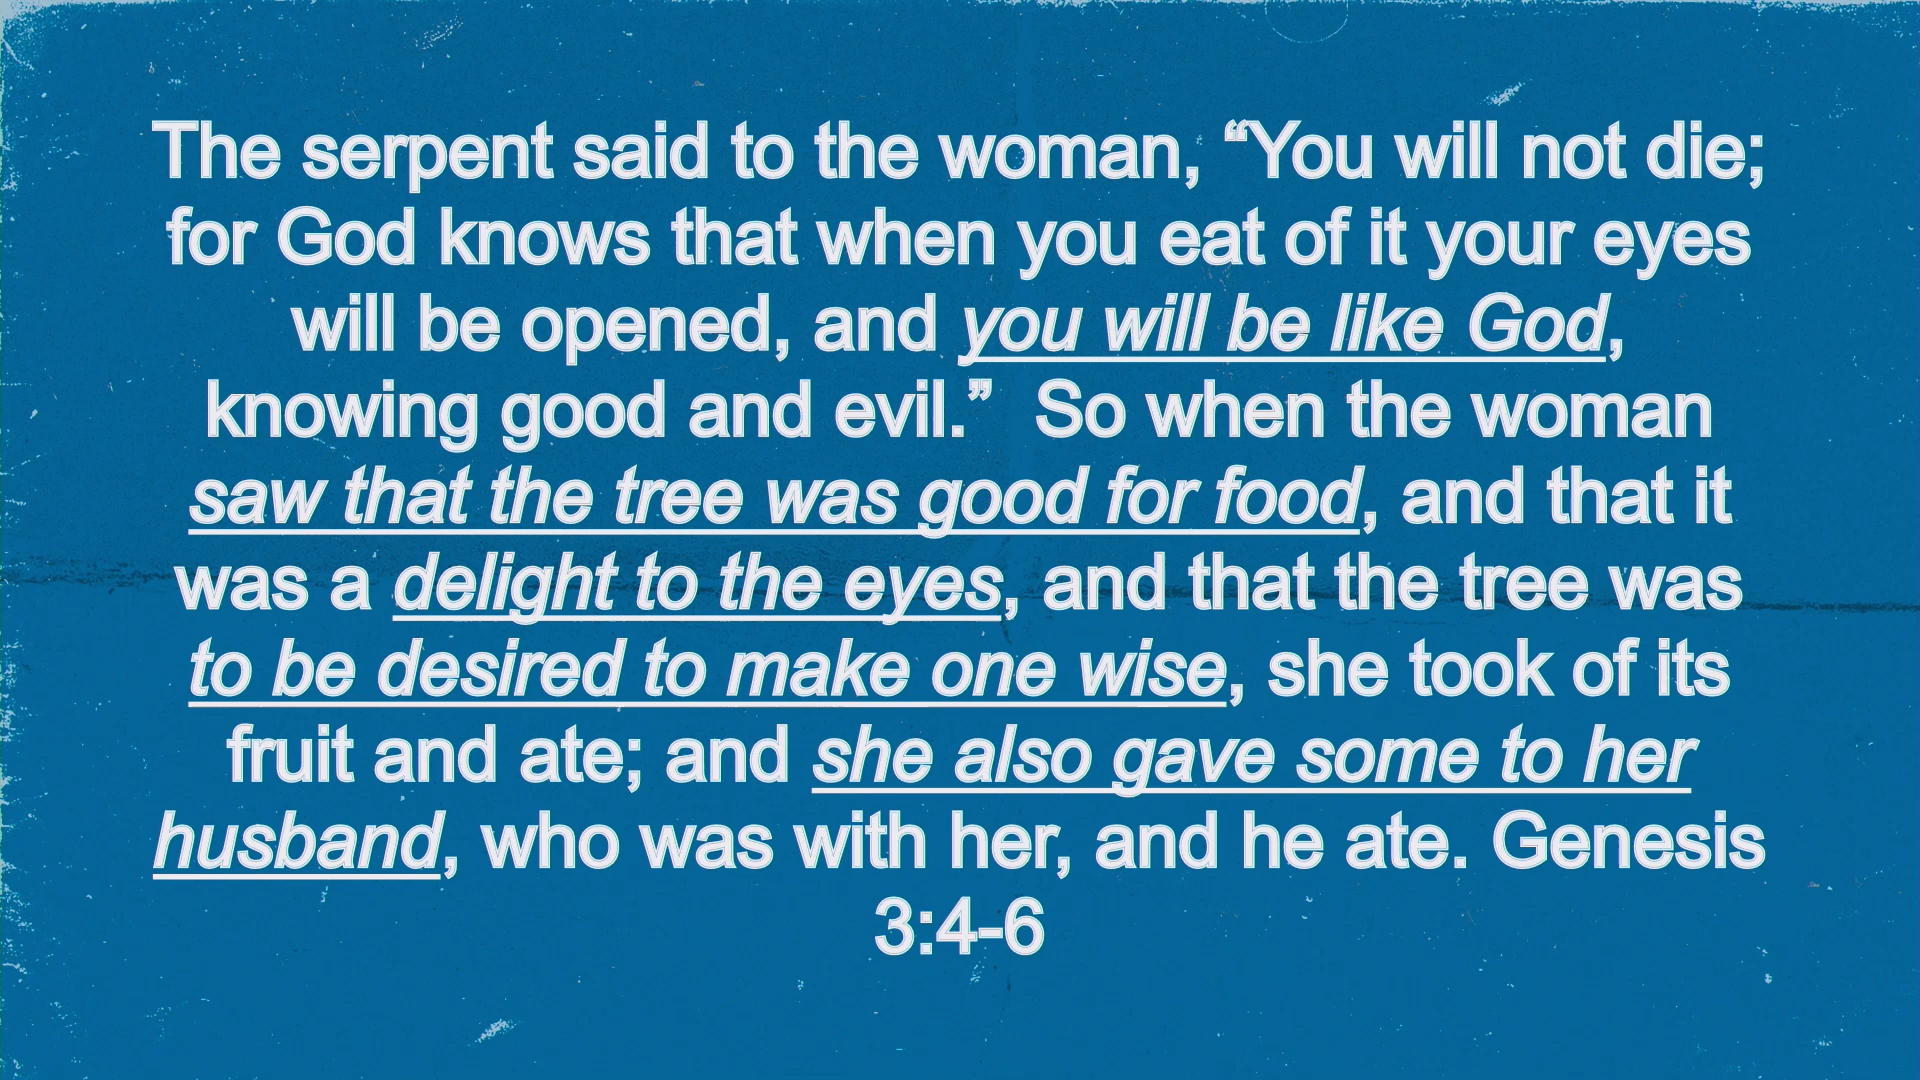 The serpent said to the woman, “You will not die;
for God knows that when you eat of it your eyes
will be opened, and you will be like God,
knowing good and evil.”  So when the woman
saw that the tree was good for food, and that it
was a delight to the eyes, and that the tree was
to be desired to make one wise, she took of its
fruit and ate; and she also gave some to her
husband, who was with her, and he ate. Genesis
3:4-6